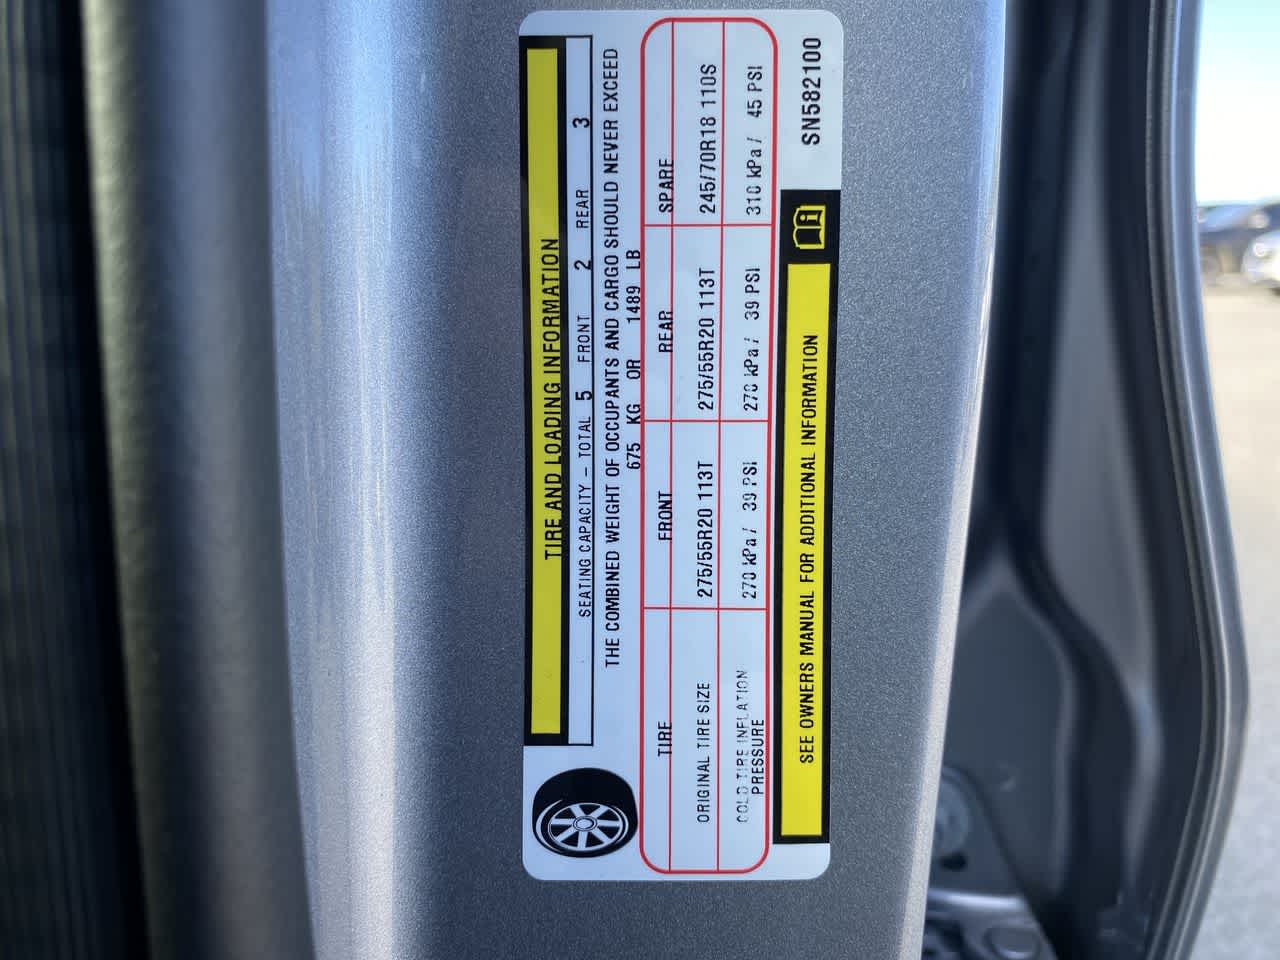 TIRE AND LOADING INFORMATION
SEATING CAPACITY - TOTAL 5 FRONT 2 REAR 3
THE COMBINED WEIGHT OF OCCUPANTS AND CARGO SHOULD NEVER EXCEED
675 KG OR 1489 LB
TIRE FRONT REAR SPARE
ORIGINAL TIRE SIZE 275/55R20 113T 275/55R20 113T 245/70R18 110S
COLD TIRE INFLATION PRESSURE 270 kPa/ 39 PSI 270 kPa/ 39 PSI 310 kPa/ 45 PSI
SEE OWNERS MANUAL FOR ADDITIONAL INFORMATION
SN582100